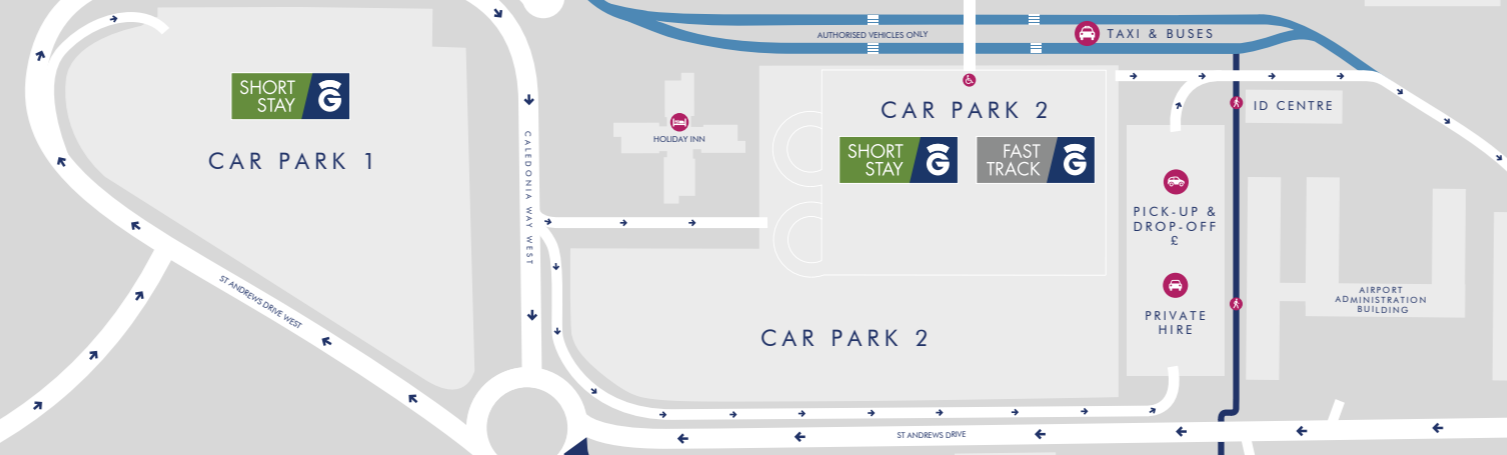 AUTHORISED VEHICLES ONLY
TAXI & BUSES
SHORT
STAY
G
CAR PARK 1
CALEDONIA WAY WEST
HOLIDAY INN
CAR PARK 2
SHORT
STAY
G
FAST
TRACK
G
ID CENTRE
PICK-UP &
DROP-OFF
£
PRIVATE
HIRE
AIRPORT
ADMINISTRATION
BUILDING
ST ANDREWS DRIVE WEST
CAR PARK 2
ST ANDREWS DRIVE